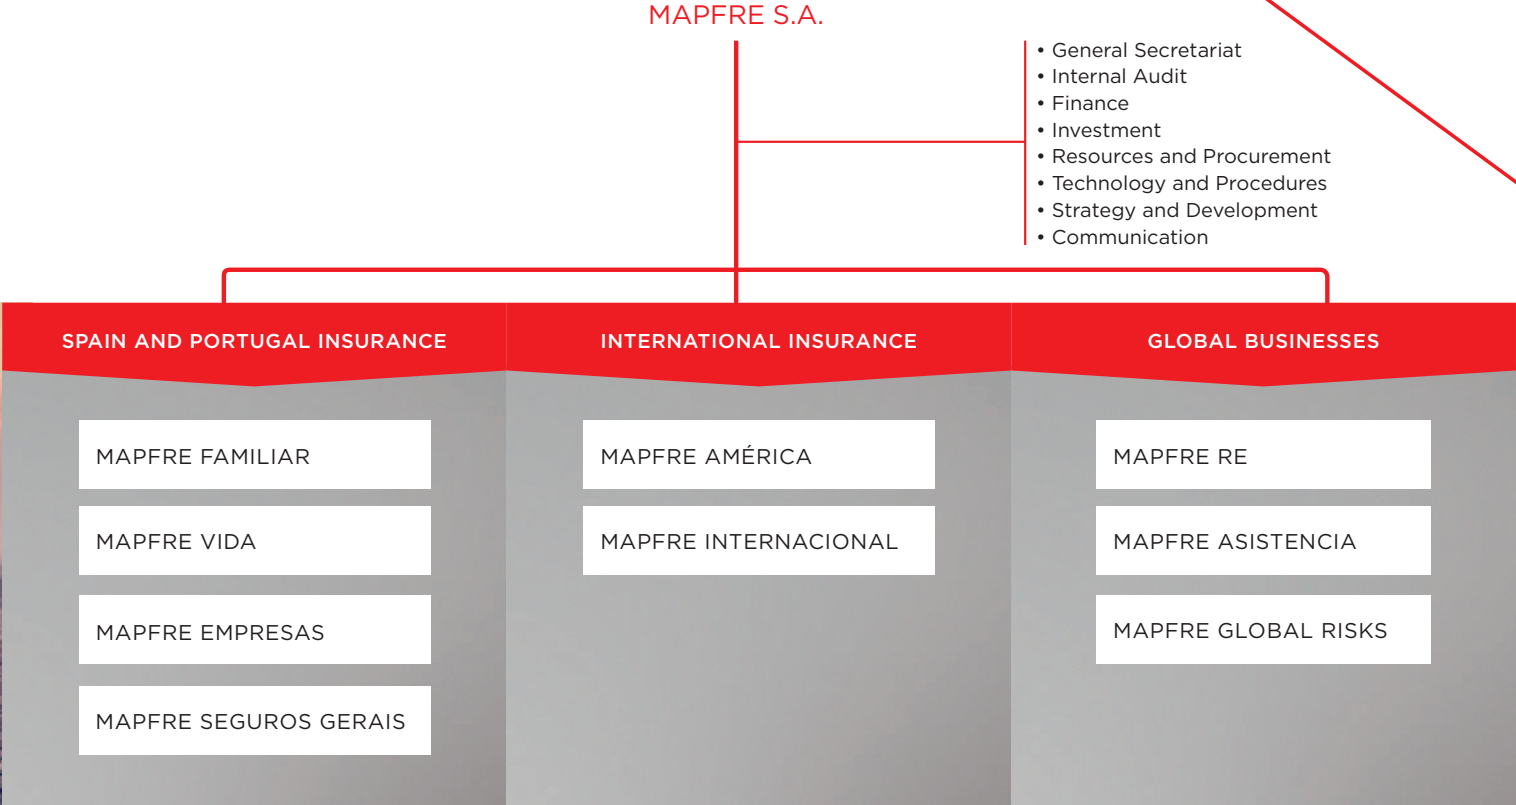 MAPFRE S.A.
• General Secretariat
• Internal Audit
• Finance
• Investment
• Resources and Procurement
• Technology and Procedures
• Strategy and Development
• Communication
SPAIN AND PORTUGAL INSURANCE
MAPFRE FAMILIAR
MAPFRE VIDA
MAPFRE EMPRESAS
MAPFRE SEGUROS GERAIS
INTERNATIONAL INSURANCE
MAPFRE AMÉRICA
MAPFRE INTERNACIONAL
GLOBAL BUSINESSES
MAPFRE RE
MAPFRE ASISTENCIA
MAPFRE GLOBAL RISKS